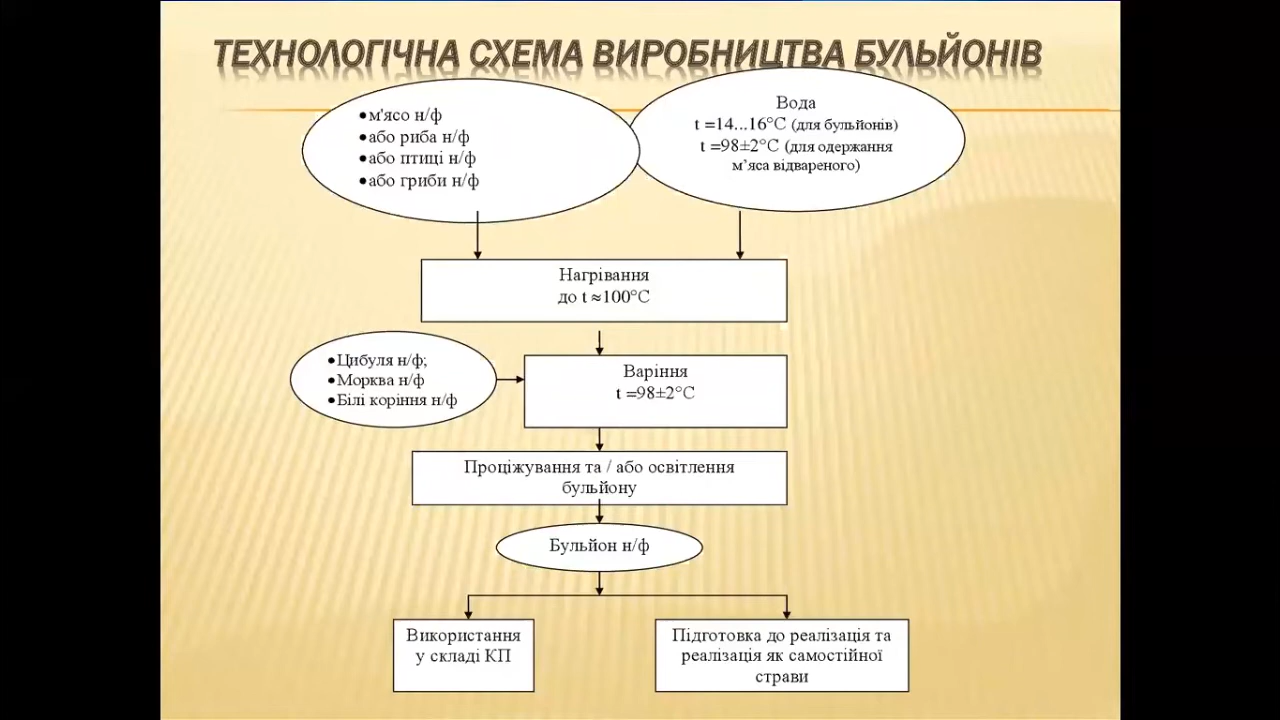 ТЕХНОЛОГІЧНА СХЕМА ВИРОБНИЦТВА БУЛЬЙОНІВ
•м'ясо н/ф
•або риба н/ф
•або птиці н/ф
•або гриби н/ф
Вода
t =14...16°С (для бульйонів)
t =98±2°С (для одержання
м’яса відвареного)
Нагрівання
до t ≈100°С
•Цибуля н/ф;
•Морква н/ф
•Білі коріння н/ф
Варіння
t =98±2°С
Проціжування та / або освітлення
бульйону
Бульйон н/ф
Використання
у складі КП
Підготовка до реалізація та
реалізація як самостійної
страви